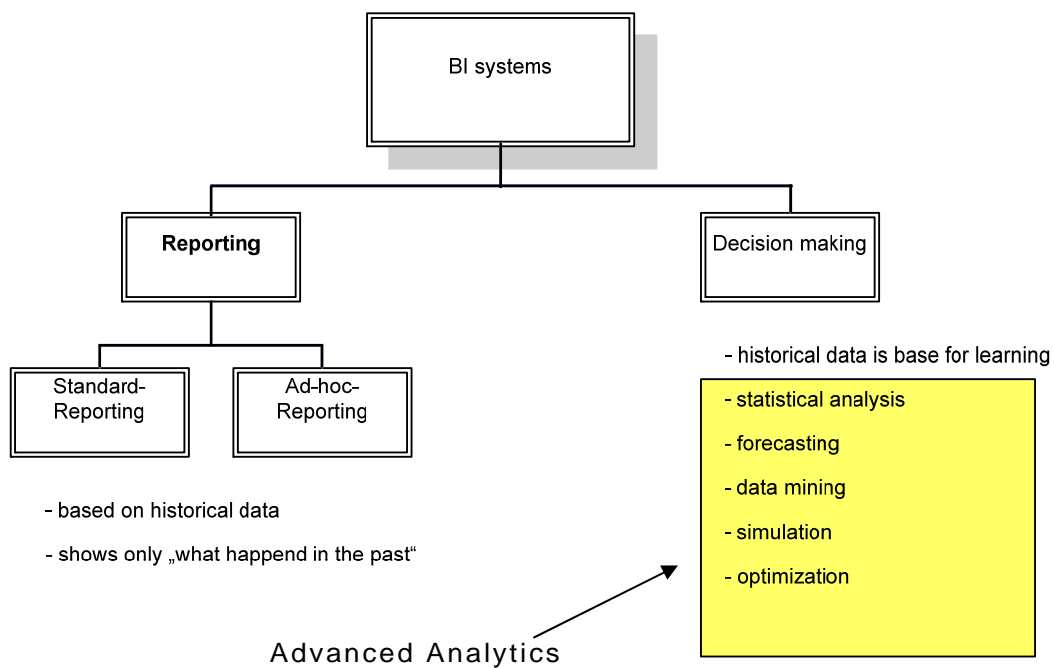 BI systems
Reporting
Decision making
Standard-
Reporting
Ad-hoc-
Reporting
- based on historical data
- shows only „what happend in the past“
- historical data is base for learning
- statistical analysis
- forecasting
- data mining
- simulation
- optimization
Advanced Analytics